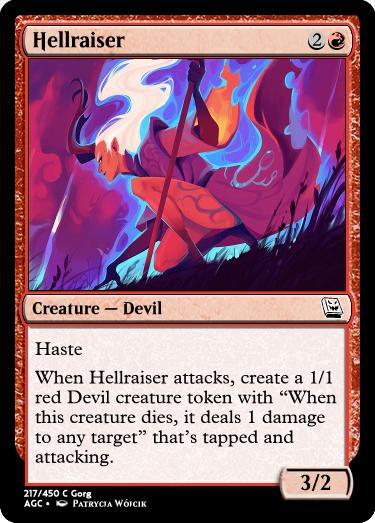 Hellraiser 2
Creature — Devil
Haste
When Hellraiser attacks, create a 1/1
red Devil creature token with “When
this creature dies, it deals 1 damage
to any target” that's tapped and
attacking.
3/2
217/450 C Gorg
AGC • Patrycja Wójcik